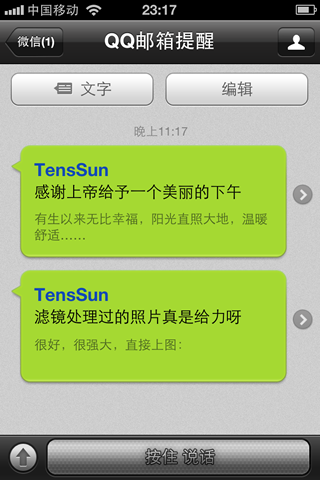 中国移动 23:17
微信(1) QQ邮箱提醒
文字 编辑
晚上11:17
TensSun
感谢上帝给予一个美丽的下午
有生以来无比幸福，阳光直照大地，温暖
舒适……
TensSun
滤镜处理过的照片真是给力呀
很好，很强大，直接上图：
按住 说话